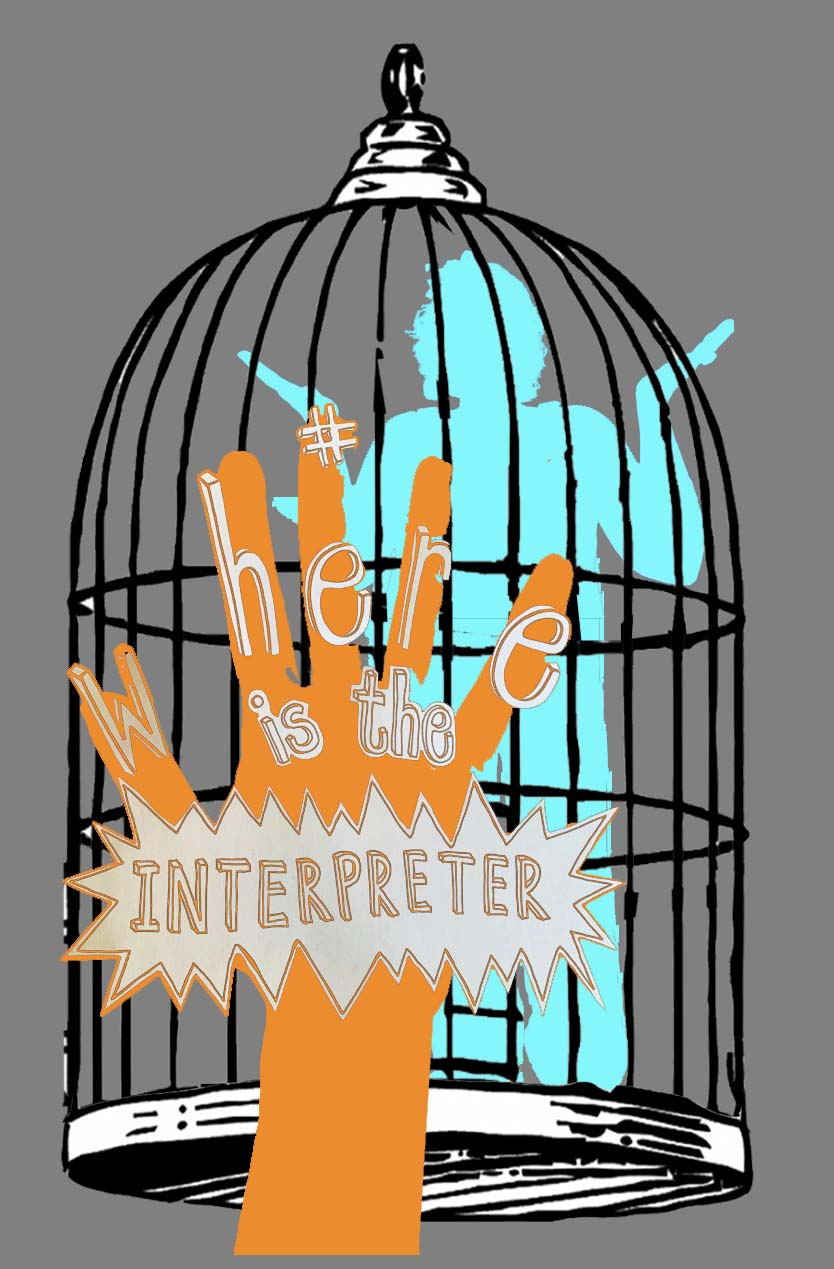 #
where
is the
INTERPRETER